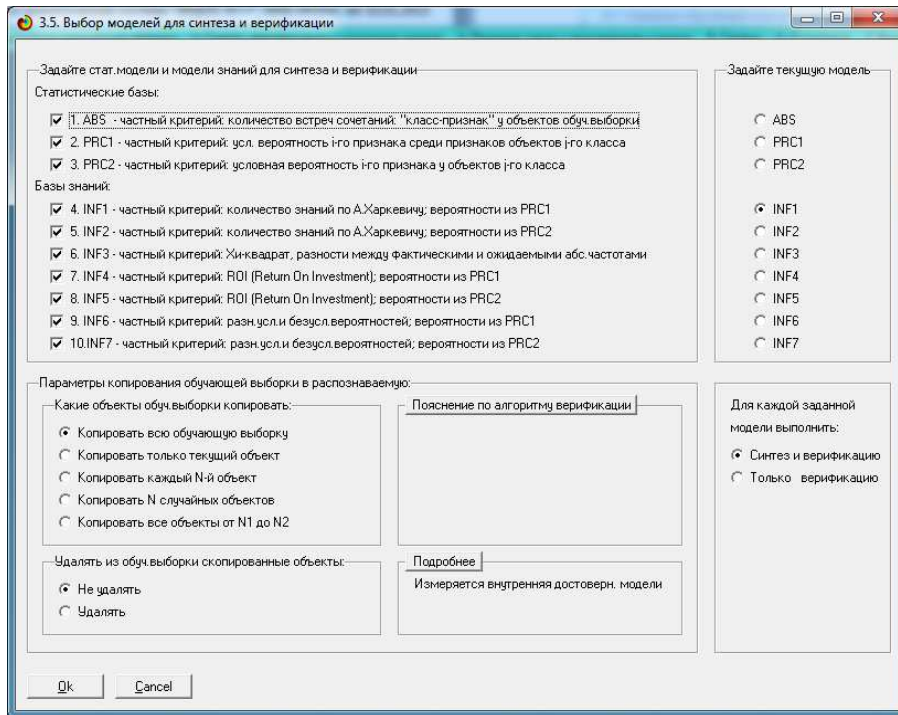 3.5. Выбор моделей для синтеза и верификации
Задайте стат.модели и модели знаний для синтеза и верификации
Статистические базы:
1. ABS - частный критерий: количество встреч сочетаний: "класс-признак" у объектов обуч.выборки
2. PRC1 - частный критерий: усл. вероятность i-го признака среди признаков объектов j-го класса
3. PRC2 - частный критерий: условная вероятность i-го признака у объектов j-го класса
Базы знаний:
4. INF1 - частный критерий: количество знаний по А.Харкевичу; вероятности из PRC1
5. INF2 - частный критерий: количество знаний по А.Харкевичу; вероятности из PRC2
6. INF3 - частный критерий: Хи-квадрат, разности между фактическими и ожидаемыми абс.частотами
7. INF4 - частный критерий: ROI (Return On Investment); вероятности из PRC1
8. INF5 - частный критерий: ROI (Return On Investment); вероятности из PRC2
9. INF6 - частный критерий: разн.усл.и безусл.вероятностей; вероятности из PRC1
10.INF7 - частный критерий: разн.усл.и безусл.вероятностей; вероятности из PRC2
Задайте текущую модель
ABS
PRC1
PRC2
INF1
INF2
INF3
INF4
INF5
INF6
INF7
Параметры копирования обучающей выборки в распознаваемую:
Какие объекты обуч.выборки копировать:
Копировать всю обучающую выборку
Копировать только текущий объект
Копировать каждый N-й объект
Копировать N случайных объектов
Копировать все объекты от N1 до N2
Пояснение по алгоритму верификации
Удалять из обуч.выборки скопированные объекты:
Не удалять
Удалять
Подробнее
Измеряется внутренняя достоверн. модели
Для каждой заданной
модели выполнить:
Синтез и верификацию
Только верификацию
Ok
Cancel